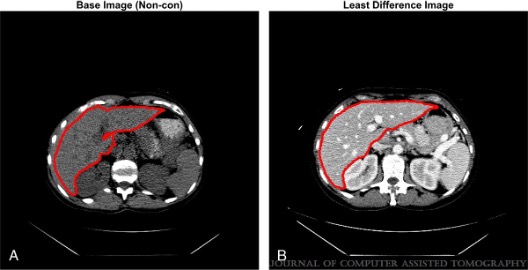 Base Image (Non-con)
Least Difference Image
A
B
JOURNAL OF COMPUTER ASSISTED TOMOGRAPHY